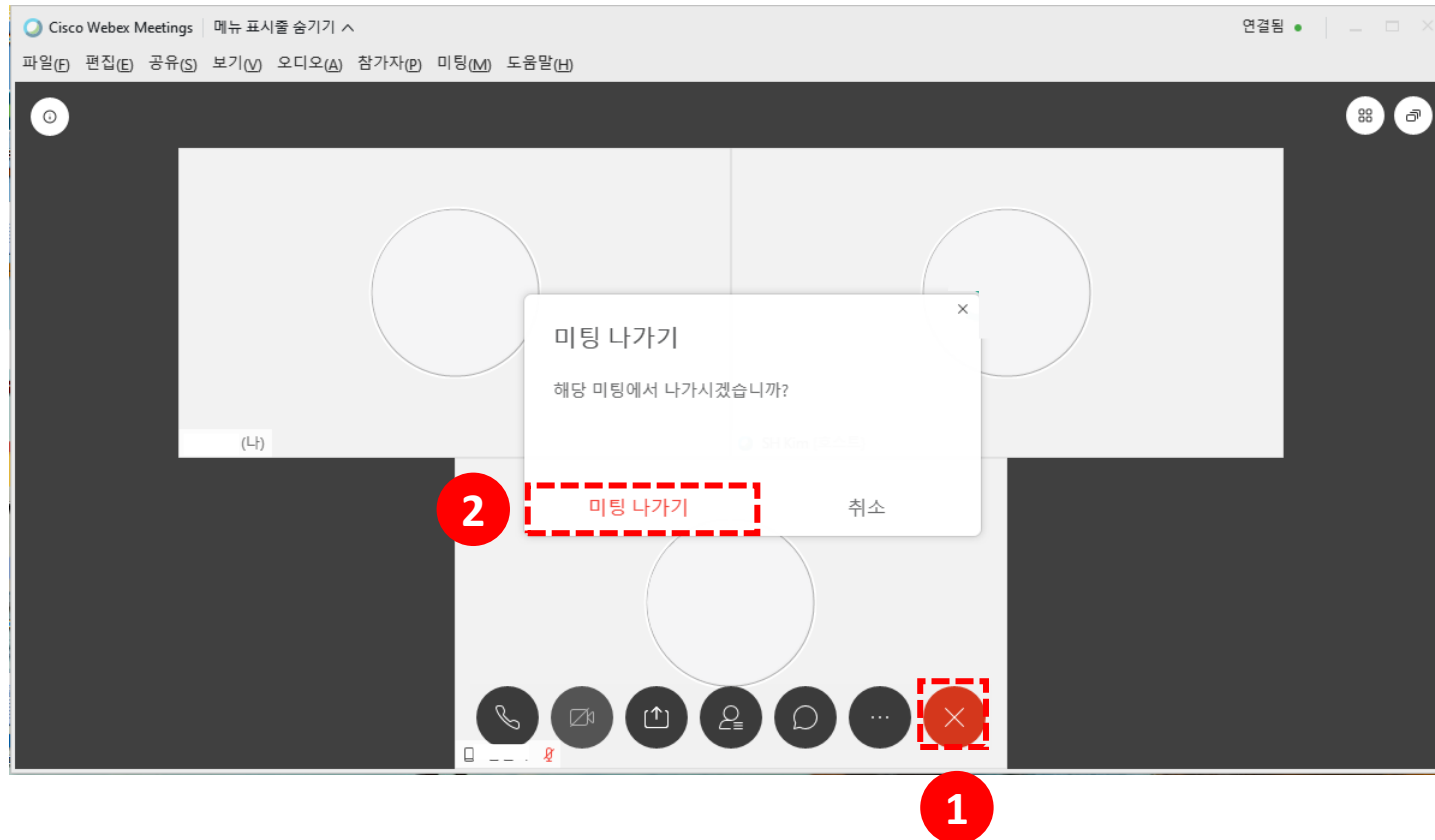 Cisco Webex Meetings 메뉴 표시줄 숨기기 연결됨
파일(F) 편집(E) 공유(S) 보기(V) 오디오(A) 참가자(P) 미팅(M) 도움말(H)
미팅 나가기
해당 미팅에서 나가시겠습니까?
(나)
2
미팅 나가기 취소
1